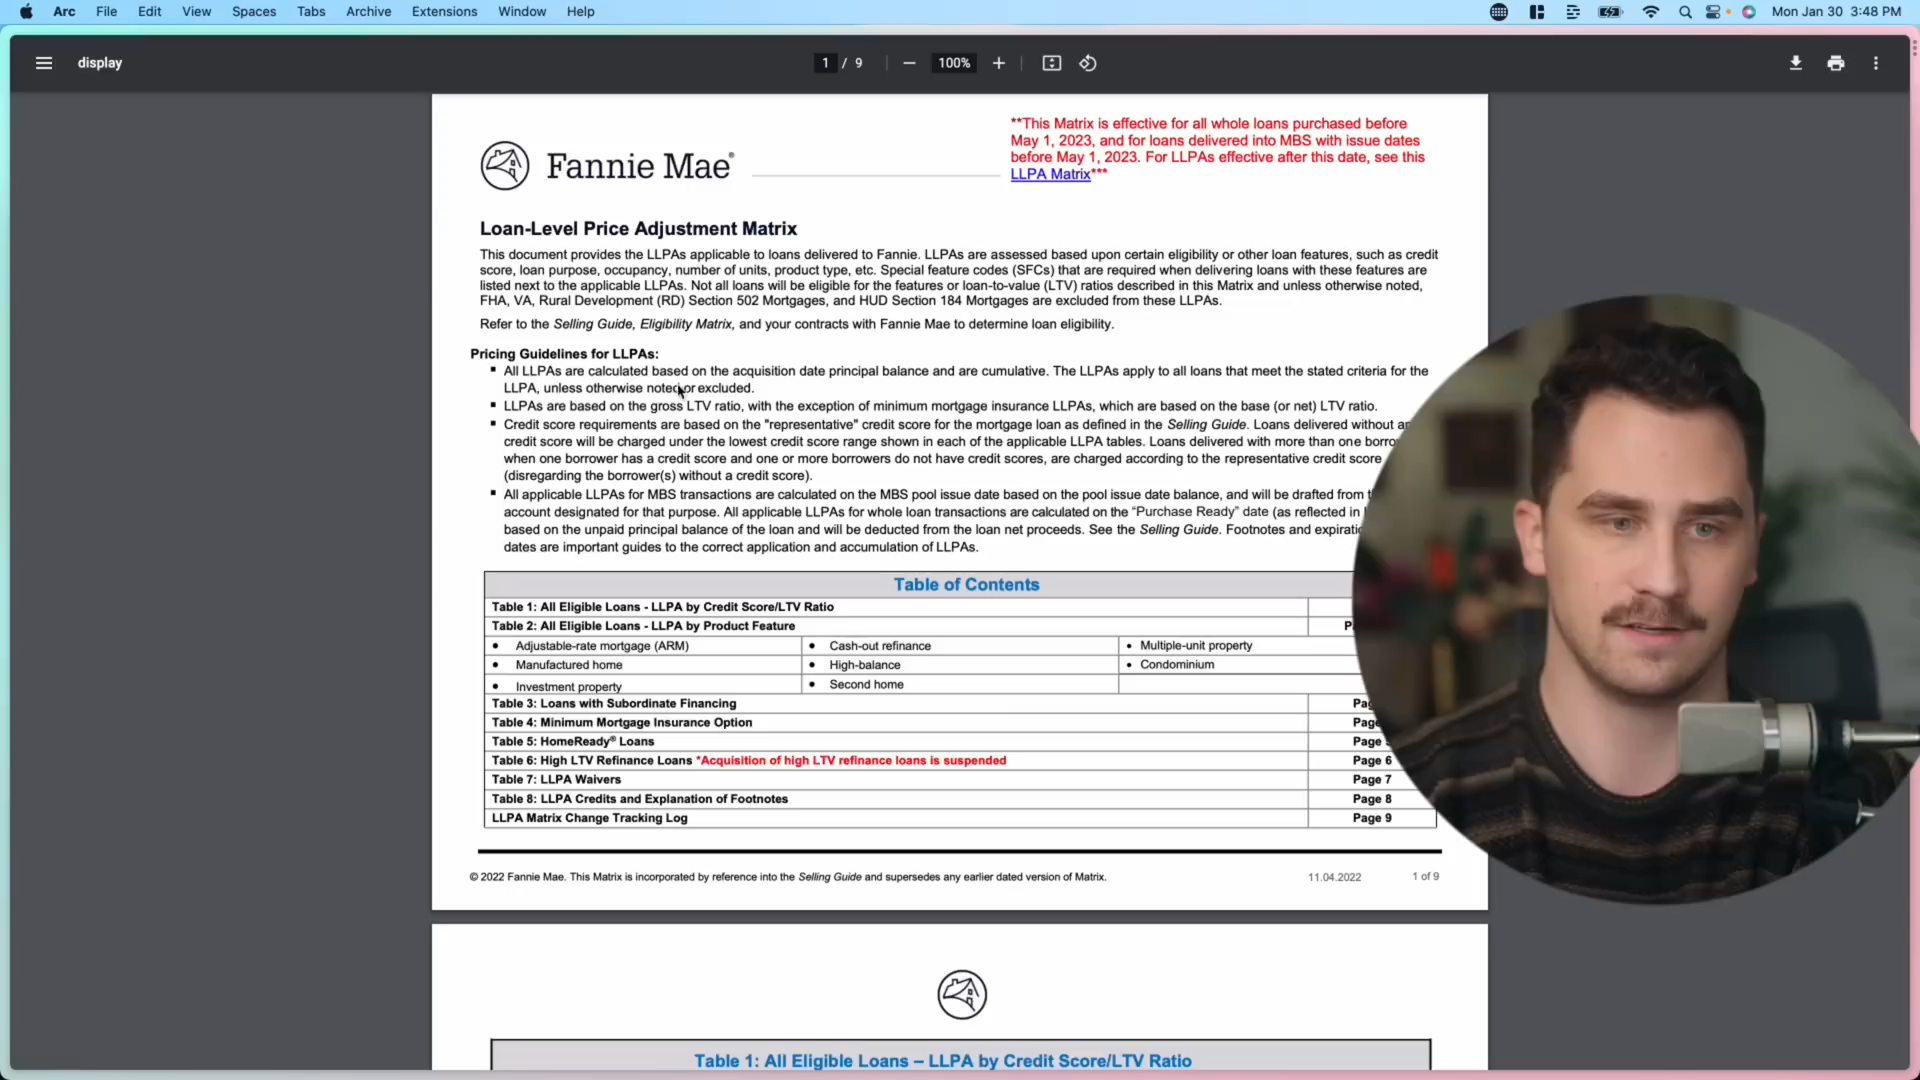 Arc File Edit View Spaces Tabs Archive Extensions Window Help Mon Jan 30 3:48 PM
display 1 / 9 100%
**This Matrix is effective for all whole loans purchased before
May 1, 2023, and for loans delivered into MBS with issue dates
before May 1, 2023. For LLPAs effective after this date, see this
LLPA Matrix***
Fannie Mae®
Loan-Level Price Adjustment Matrix
This document provides the LLPAs applicable to loans delivered to Fannie. LLPAs are assessed based upon certain eligibility or other loan features, such as credit
score, loan purpose, occupancy, number of units, product type, etc. Special feature codes (SFCs) that are required when delivering loans with these features are
listed next to the applicable LLPAs. Not all loans will be eligible for the features or loan-to-value (LTV) ratios described in this Matrix and unless otherwise noted,
FHA, VA, Rural Development (RD) Section 502 Mortgages, and HUD Section 184 Mortgages are excluded from these LLPAs.
Refer to the Selling Guide, Eligibility Matrix, and your contracts with Fannie Mae to determine loan eligibility.
Pricing Guidelines for LLPAs:
▪ All LLPAs are calculated based on the acquisition date principal balance and are cumulative. The LLPAs apply to all loans that meet the stated criteria for the
LLPA, unless otherwise noted or excluded.
▪ LLPAs are based on the gross LTV ratio, with the exception of minimum mortgage insurance LLPAs, which are based on the base (or net) LTV ratio.
▪ Credit score requirements are based on the "representative" credit score for the mortgage loan as defined in the Selling Guide. Loans delivered without
credit score will be charged under the lowest credit score range shown in each of the applicable LLPA tables. Loans delivered with more than one
when one borrower has a credit score and one or more borrowers do not have credit scores, are charged according to the representative credit score
(disregarding the borrower(s) without a credit score).
▪ All applicable LLPAs for MBS transactions are calculated on the MBS pool issue date based on the pool issue date balance, and will be drafted from
account designated for that purpose. All applicable LLPAs for whole loan transactions are calculated on the “Purchase Ready” date (as reflected in
based on the unpaid principal balance of the loan and will be deducted from the loan net proceeds. See the Selling Guide. Footnotes and
dates are important guides to the correct application and accumulation of LLPAs.
Table of Contents
Table 1: All Eligible Loans - LLPA by Credit Score/LTV Ratio
Table 2: All Eligible Loans - LLPA by Product Feature
• Adjustable-rate mortgage (ARM) • Cash-out refinance • Multiple-unit property
• Manufactured home • High-balance • Condominium
• Investment property • Second home
Table 3: Loans with Subordinate Financing
Table 4: Minimum Mortgage Insurance Option
Table 5: HomeReady® Loans Page
Table 6: High LTV Refinance Loans *Acquisition of high LTV refinance loans is suspended Page 6
Table 7: LLPA Waivers Page 7
Table 8: LLPA Credits and Explanation of Footnotes Page 8
LLPA Matrix Change Tracking Log Page 9
© 2022 Fannie Mae. This Matrix is incorporated by reference into the Selling Guide and supersedes any earlier dated version of Matrix. 11.04.2022 1 of 9
Table 1: All Eligible Loans – LLPA by Credit Score/LTV Ratio